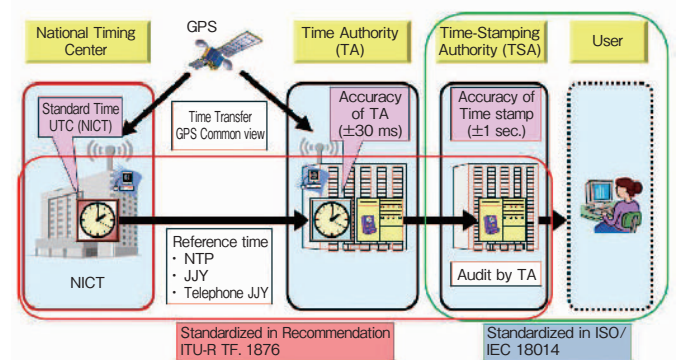 National Timing
Center
GPS
Time Authority
(TA)
Time-Stamping
Authority (TSA)
User
Standard Time
UTC (NICT)
Time Transfer
GPS Common view
Accuracy
of TA
(±30 ms)
Accuracy of
Time stamp
(±1 sec.)
NICT
Reference time
・ NTP
・ JJY
・ Telephone JJY
Audit by TA
Standardized in Recommendation
ITU-R TF. 1876
Standardized in ISO/
IEC 18014